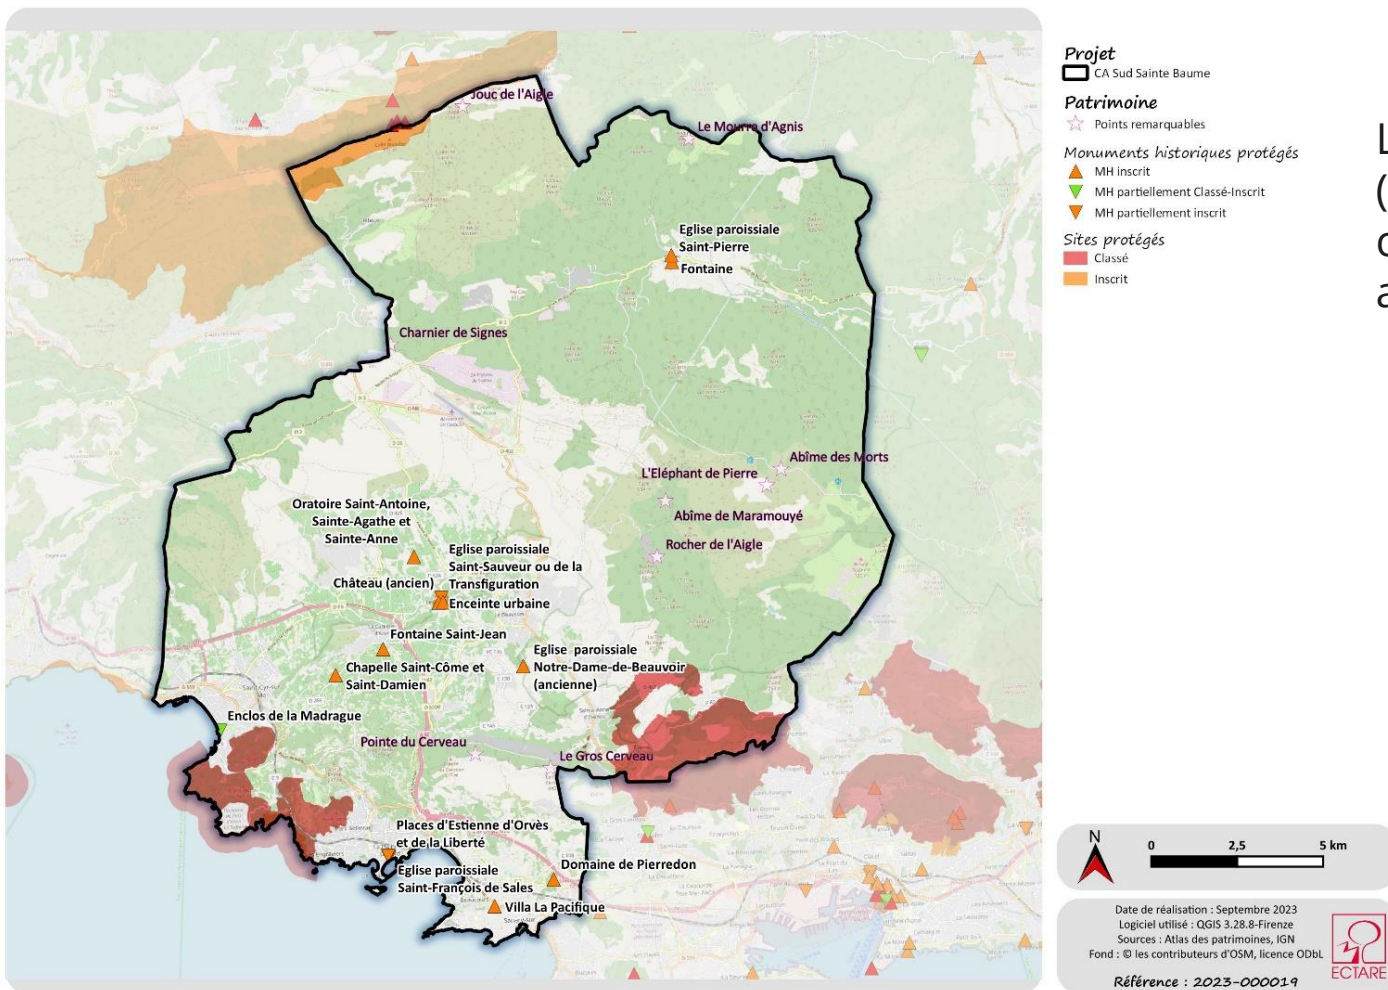 Jouc de l'Aigle
Le Mourre d'Agnis
Eglise paroissiale
Saint-Pierre
Fontaine
Charnier de Signes
Abîme des Morts
L'Eléphant de Pierre
Abîme de Maramouyé
Rocher de l'Aigle
Oratoire Saint-Antoine,
Sainte-Agathe et
Sainte-Anne
Eglise paroissiale
Saint-Sauveur ou de la
Transfiguration
Château (ancien)
Enceinte urbaine
Fontaine Saint-Jean
Chapelle Saint-Côme et
Saint-Damien
Eglise paroissiale
Notre-Dame-de-Beauvoir
(ancienne)
Enclos de la Madrague
Pointe du Cerveau
Le Gros Cerveau
Places d'Estienne d'Orvès
et de la Liberté
Eglise paroissiale
Saint-François de Sales
Domaine de Pierredon
Villa La Pacifique
Projet
CA Sud Sainte Baume
Patrimoine
Points remarquables
Monuments historiques protégés
MH inscrit
MH partiellement Classé-Inscrit
MH partiellement inscrit
Sites protégés
Classé
Inscrit
L
(
N
0 2,5 5 km
Date de réalisation : Septembre 2023
Logiciel utilisé : QGIS 3.28.8-Firenze
Sources : Atlas des patrimoines, IGN
Fond : © les contributeurs d'OSM, licence ODbL
Référence : 2023-000019
ECTARE